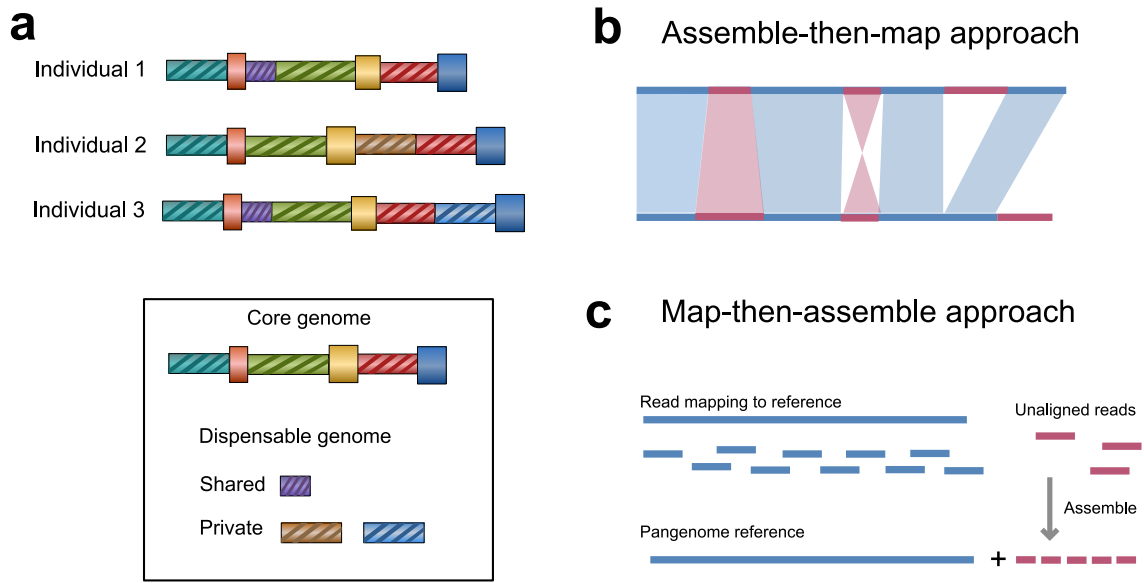 a
Individual 1
Individual 2
Individual 3
Core genome
Dispensable genome
Shared
Private
b
Assemble-then-map approach
c
Map-then-assemble approach
Read mapping to reference
Unaligned reads
Assemble
Pangenome reference
+